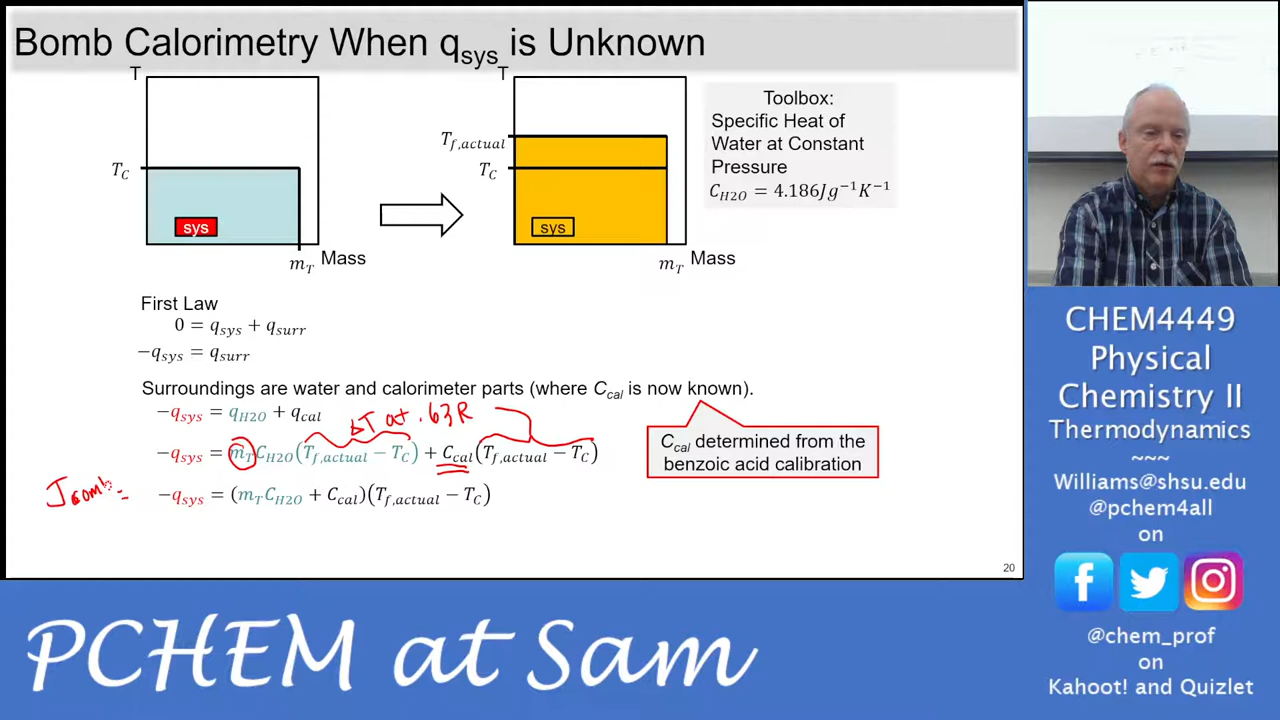 Bomb Calorimetry When qsys is Unknown
T
T
Toolbox:
Specific Heat of
Water at Constant
Pressure
C_H2O = 4.186Jg⁻¹K⁻¹
T_C
T_f,actual
T_C
sys
sys
m_T Mass
m_T Mass
First Law
0 = q_sys + q_surr
−q_sys = q_surr
Surroundings are water and calorimeter parts (where C_cal is now known).
−q_sys = q_H2O + q_cal
ΔT at .63R
−q_sys = m_T C_H2O (T_f,actual − T_C) + C_cal (T_f,actual − T_C)
C_cal determined from the
benzoic acid calibration
−q_sys = (m_T C_H2O + C_cal)(T_f,actual − T_C)
20
CHEM4449
Physical
Chemistry II
Thermodynamics
~~~
Williams@shsu.edu
@pchem4all
on
@chem_prof
on
Kahoot! and Quizlet
PCHEM at Sam